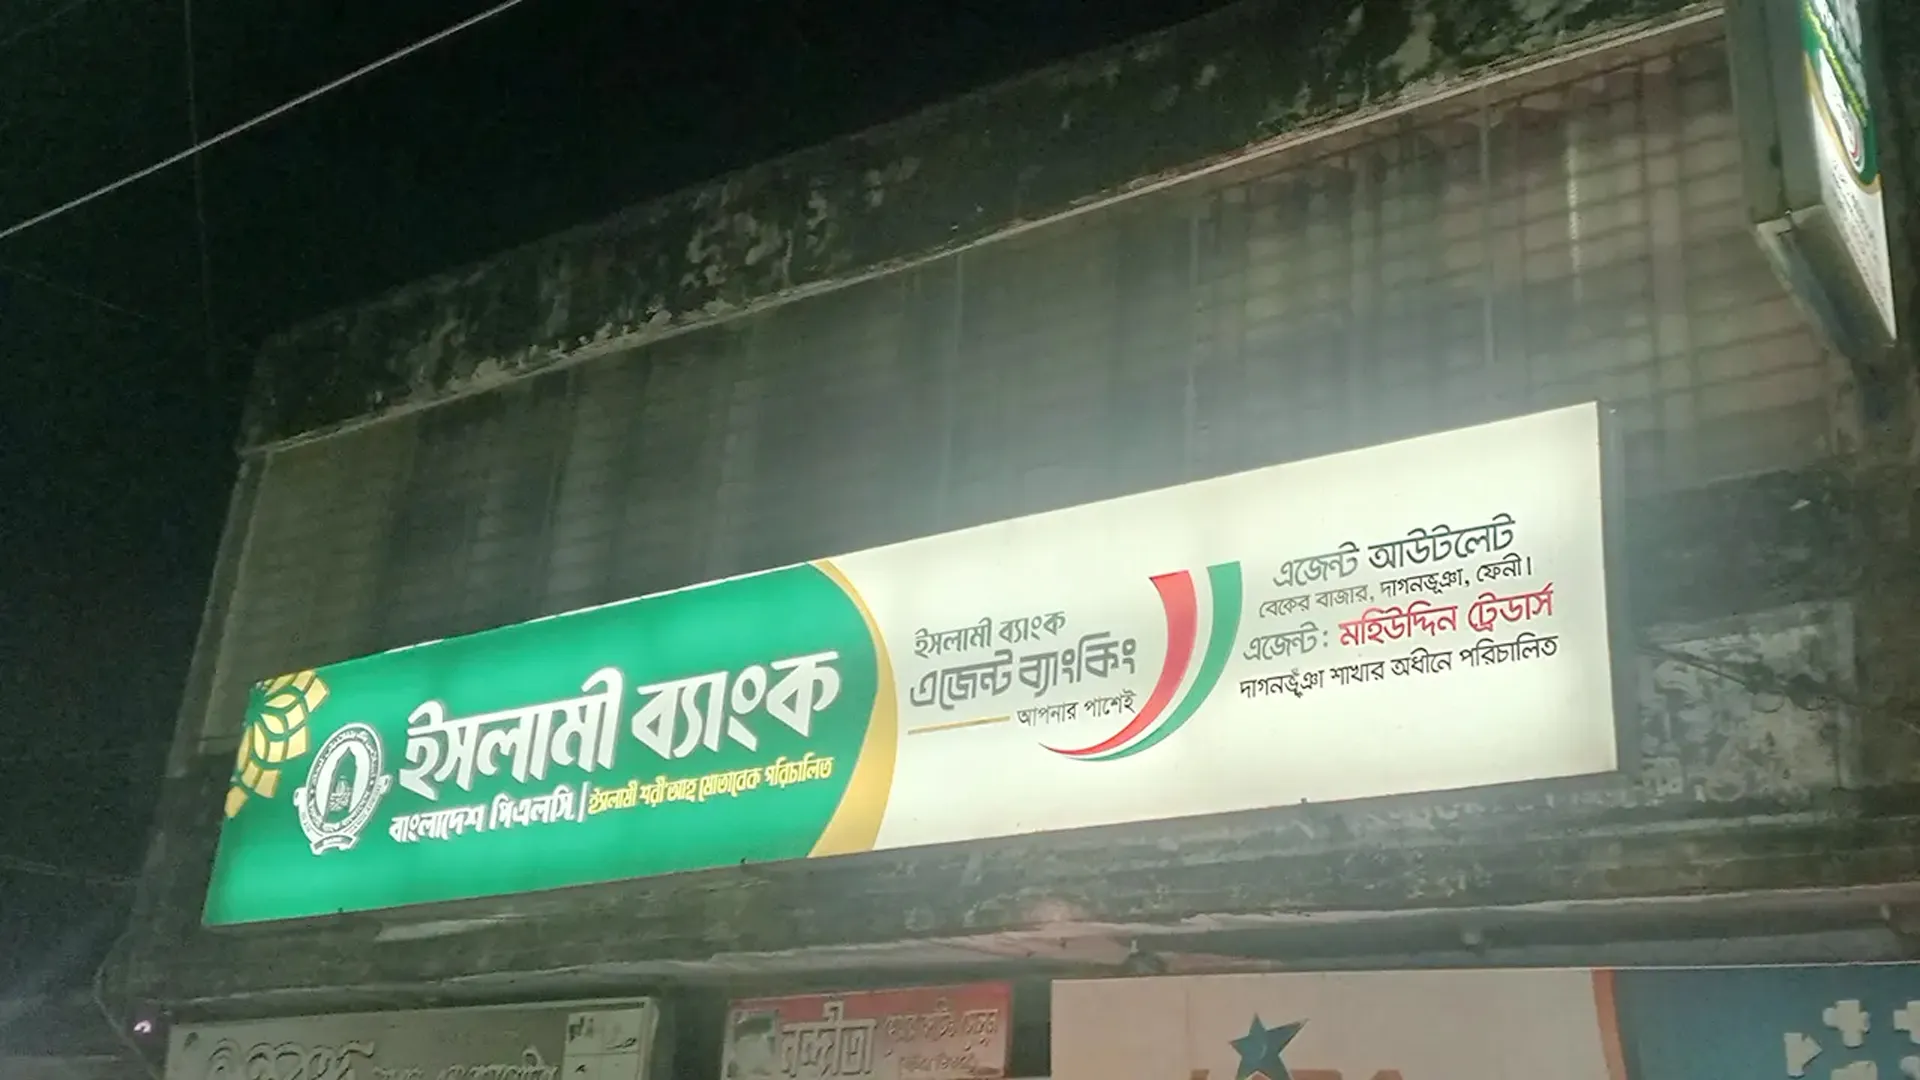 ইসলামী ব্যাংক
বাংলাদেশ পিএলসি | ইসলামী শরী'আহ মোতাবেক পরিচালিত
ইসলামী ব্যাংক
এজেন্ট ব্যাংকিং
আপনার পাশেই
এজেন্ট আউটলেট
বেকের বাজার, দাগনভূঞা, ফেনী।
এজেন্ট: মহিউদ্দিন ট্রেডার্স
দাগনভূঁঞা শাখার অধীনে পরিচালিত